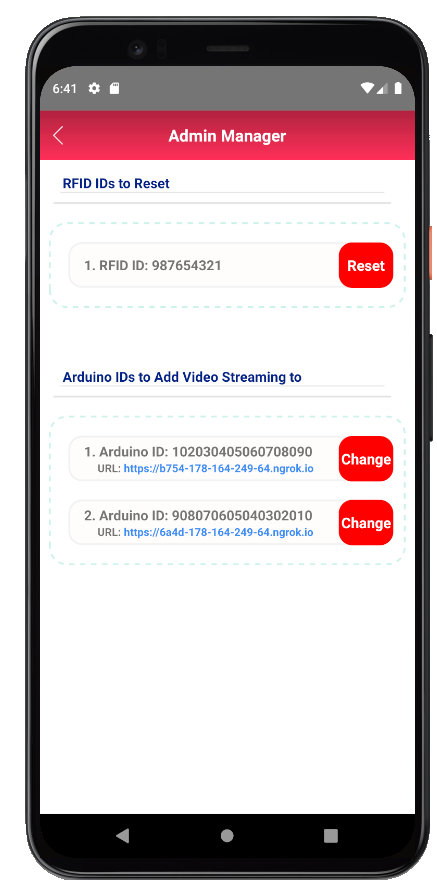 6:41
Admin Manager
RFID IDs to Reset
1. RFID ID: 987654321
Reset
Arduino IDs to Add Video Streaming to
1. Arduino ID: 102030405060708090
URL: https://b754-178-164-249-64.ngrok.io
Change
2. Arduino ID: 908070605040302010
URL: https://6a4d-178-164-249-64.ngrok.io
Change